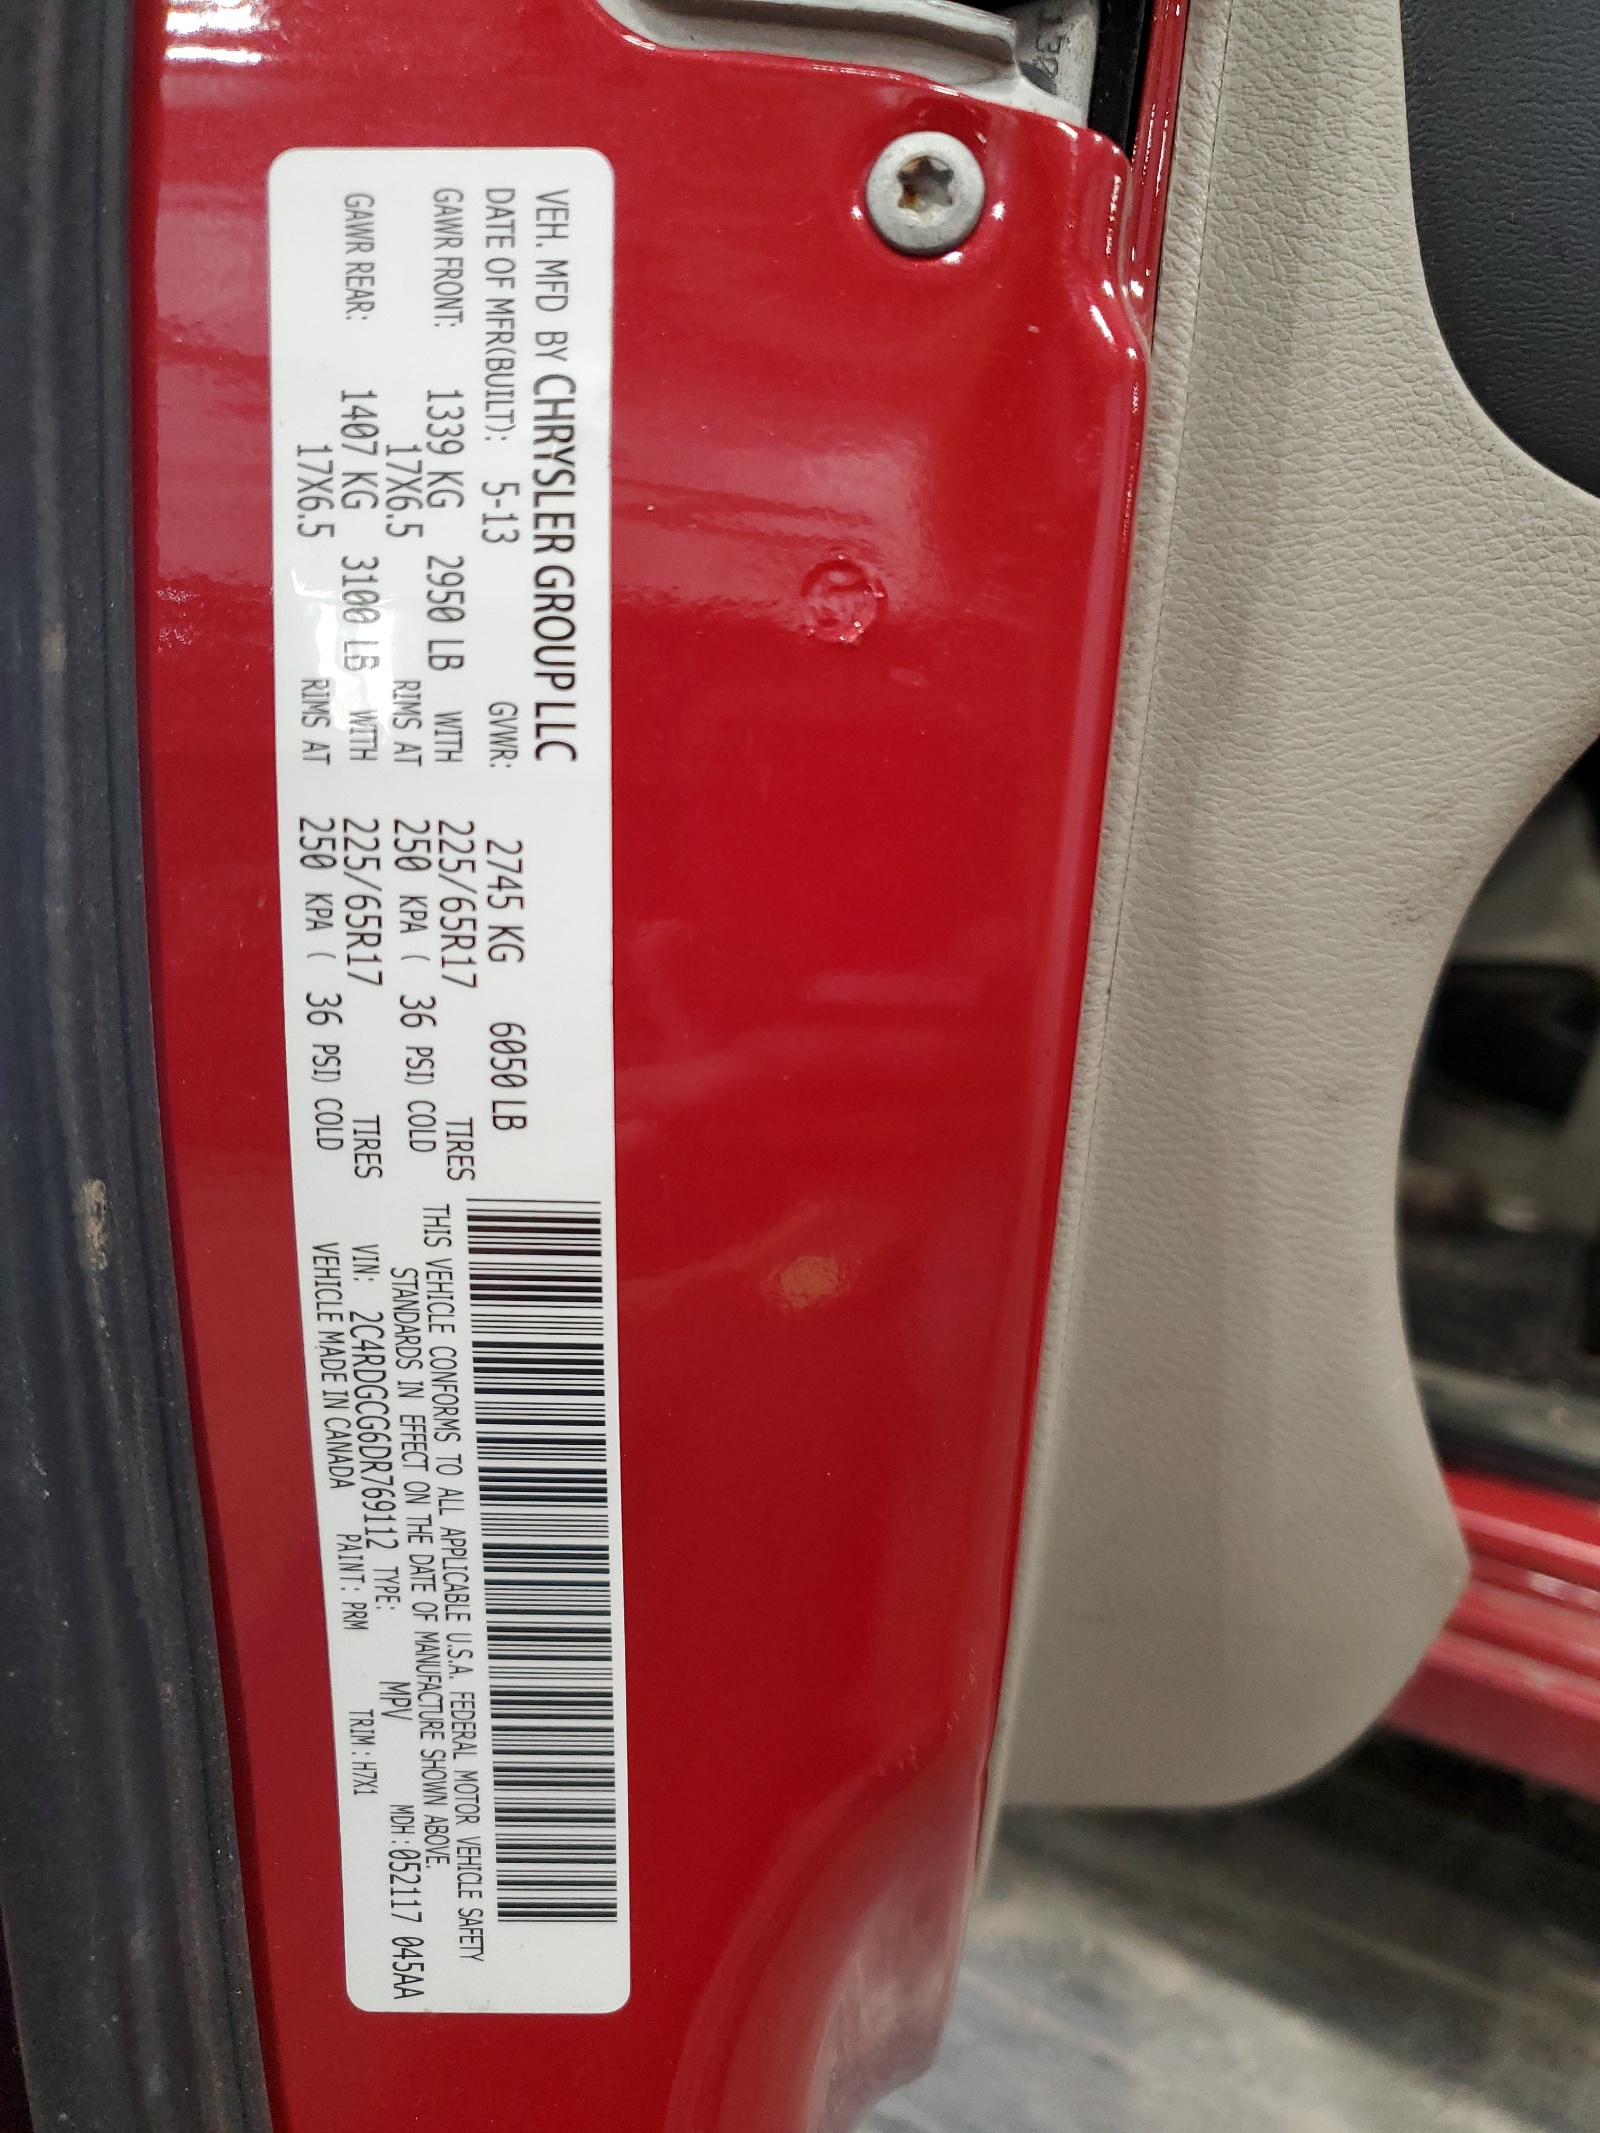 VEH. MFD BY CHRYSLER GROUP LLC
DATE OF MFR(BUILT): 5-13 GVWR: 2745 KG 6050 LB
GAWR FRONT: 1339 KG 2950 LB WITH 225/65R17 TIRES
17X6.5 RIMS AT 250 KPA ( 36 PSI) COLD
GAWR REAR: 1407 KG 3100 LB WITH 225/65R17 TIRES
17X6.5 RIMS AT 250 KPA ( 36 PSI) COLD
THIS VEHICLE CONFORMS TO ALL APPLICABLE U.S.A. FEDERAL MOTOR VEHICLE SAFETY
STANDARDS IN EFFECT ON THE DATE OF MANUFACTURE SHOWN ABOVE.
VIN: 2C4RDGCG6DR769112 TYPE: MPV MDH:052117 045AA
VEHICLE MADE IN CANADA PAINT: PRM TRIM:H7X1